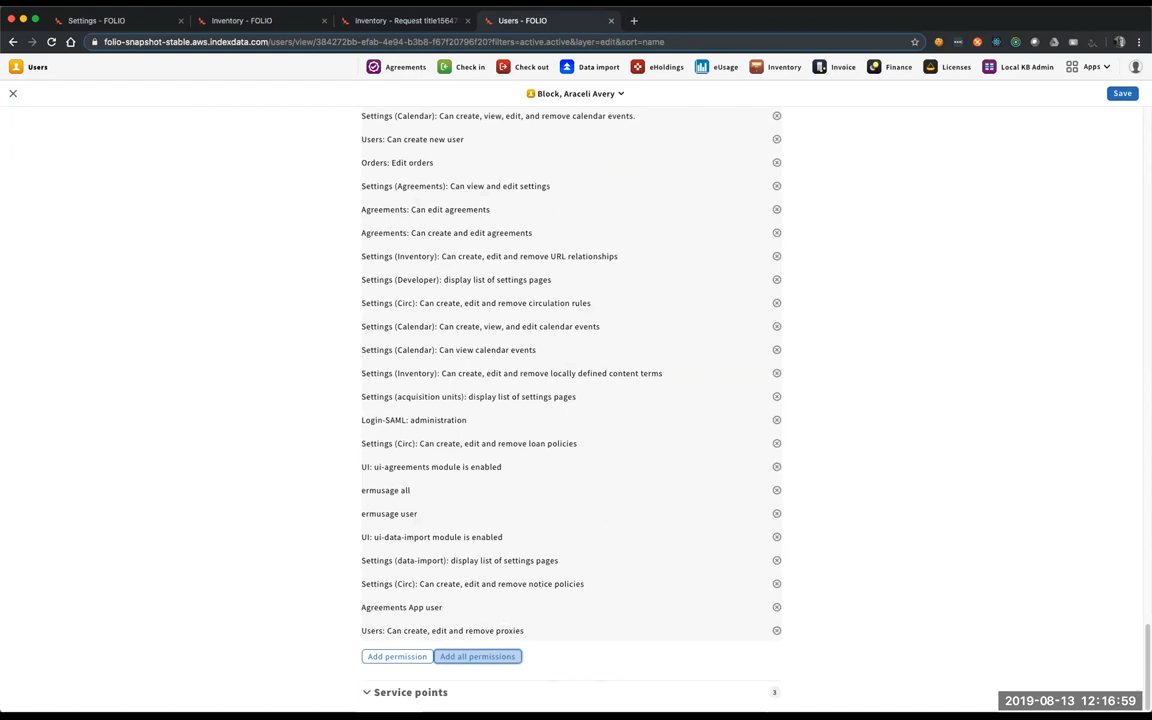 Settings - FOLIO
Inventory - FOLIO
Inventory - Request title1564?
Users - FOLIO
folio-snapshot-stable.aws.indexdata.com/users/view/384272bb-efab-4e94-b3b8-f67f20796f20?filters=active.active&layer=edit&sort=name
Users
Agreements
Check in
Check out
Data import
eHoldings
eUsage
Inventory
Invoice
Finance
Licenses
Local KB Admin
Apps
Block, Araceli Avery
Save
Settings (Calendar): Can create, view, edit, and remove calendar events.
Users: Can create new user
Orders: Edit orders
Settings (Agreements): Can view and edit settings
Agreements: Can edit agreements
Agreements: Can create and edit agreements
Settings (Inventory): Can create, edit and remove URL relationships
Settings (Developer): display list of settings pages
Settings (Circ): Can create, edit and remove circulation rules
Settings (Calendar): Can create, view, and edit calendar events
Settings (Calendar): Can view calendar events
Settings (Inventory): Can create, edit and remove locally defined content terms
Settings (acquisition units): display list of settings pages
Login-SAML: administration
Settings (Circ): Can create, edit and remove loan policies
UI: ui-agreements module is enabled
ermusage all
ermusage user
UI: ui-data-import module is enabled
Settings (data-import): display list of settings pages
Settings (Circ): Can create, edit and remove notice policies
Agreements App user
Users: Can create, edit and remove proxies
Add permission
Add all permissions
Service points
3
2019-08-13 12:16:59